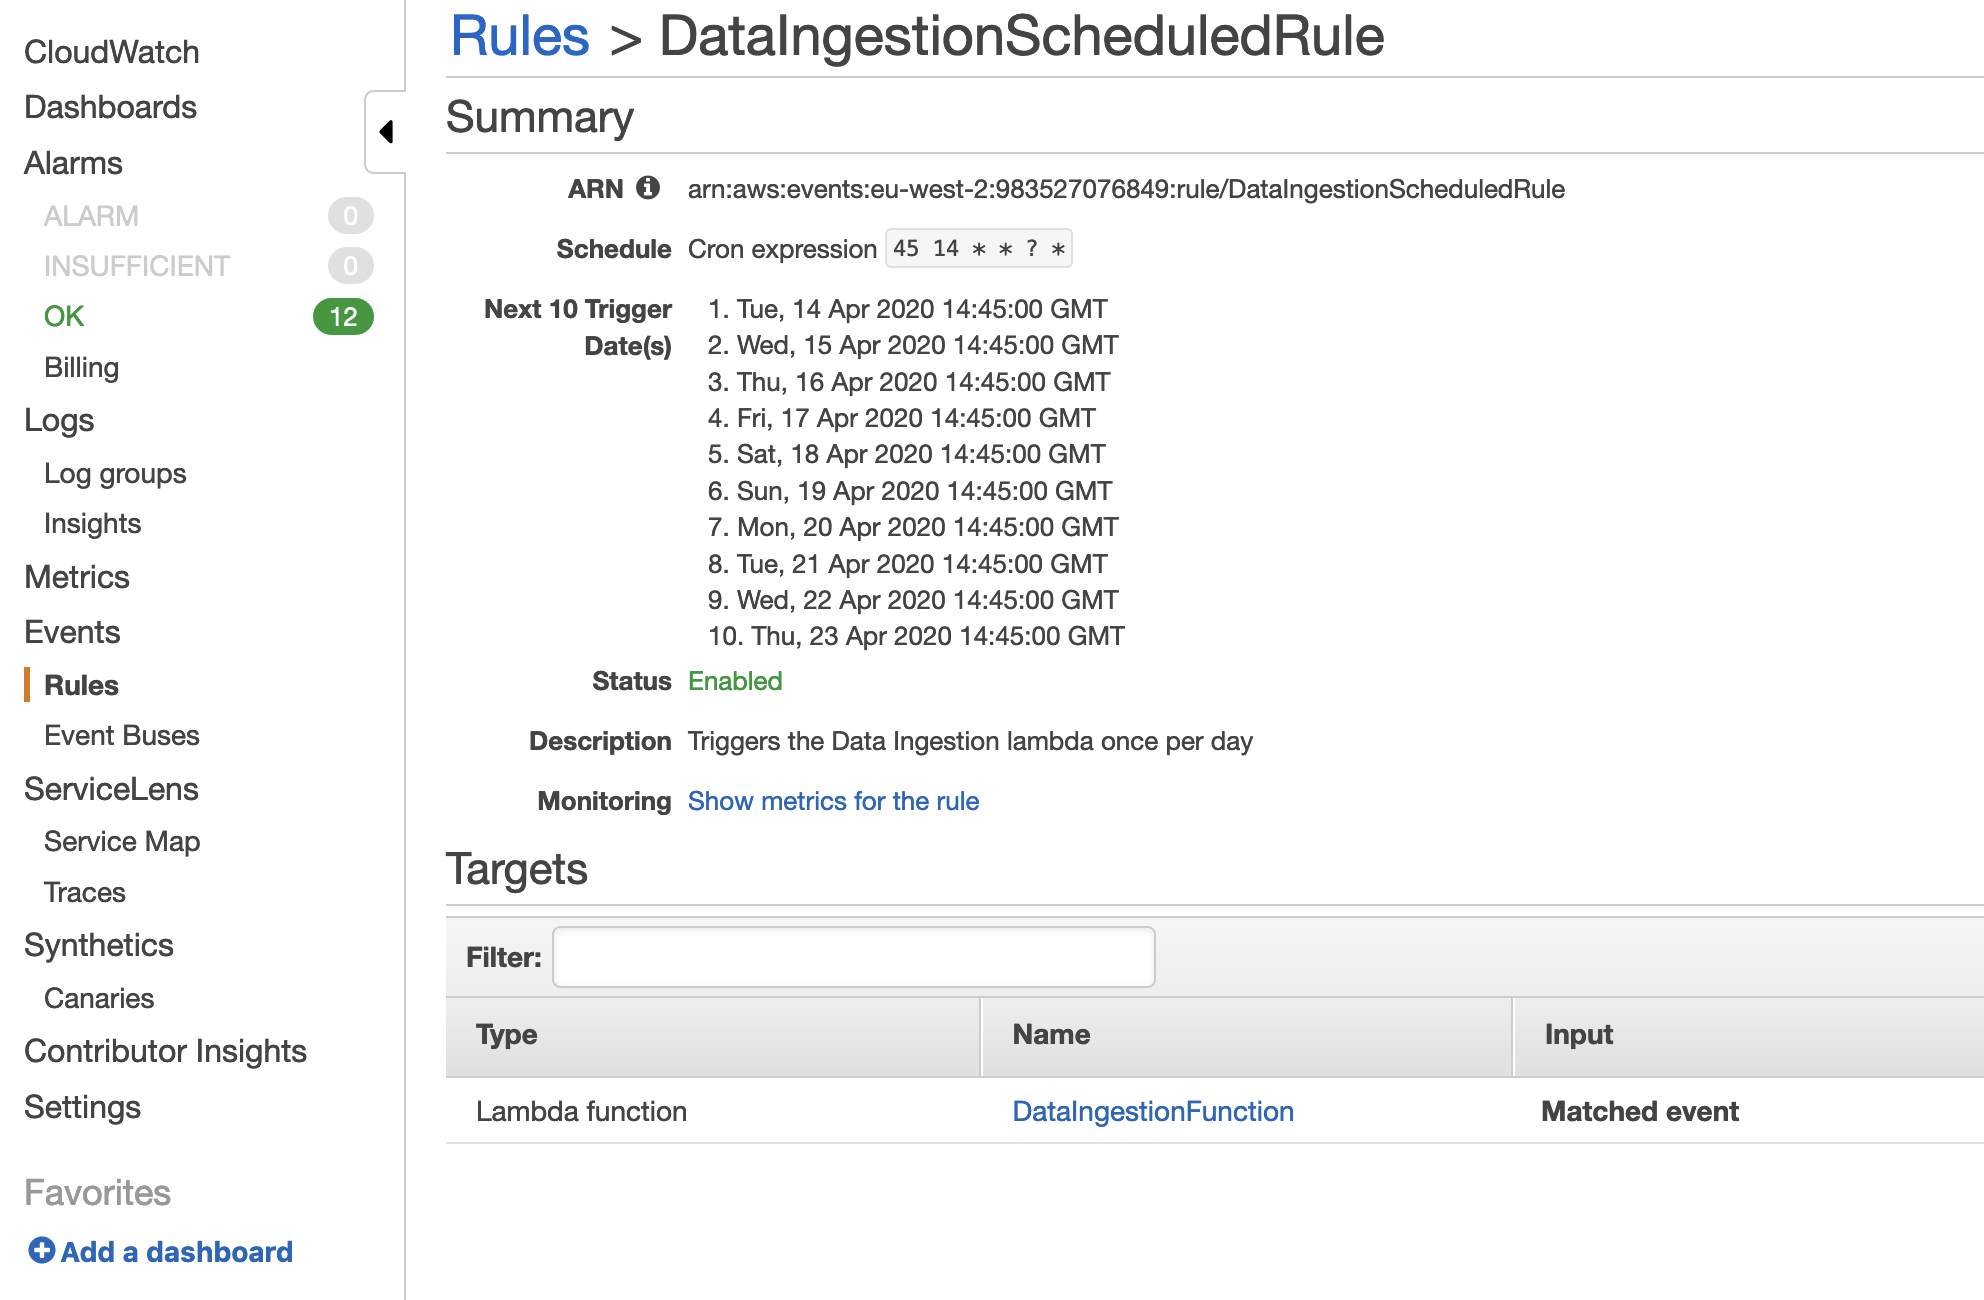 CloudWatch
Dashboards
Alarms
ALARM 0
INSUFFICIENT 0
OK 12
Billing
Logs
Log groups
Insights
Metrics
Events
Rules
Event Buses
ServiceLens
Service Map
Traces
Synthetics
Canaries
Contributor Insights
Settings
Favorites
Add a dashboard
Rules > DataIngestionScheduledRule
Summary
ARN arn:aws:events:eu-west-2:983527076849:rule/DataIngestionScheduledRule
Schedule Cron expression 45 14 * * ? *
Next 10 Trigger Date(s)
1. Tue, 14 Apr 2020 14:45:00 GMT
2. Wed, 15 Apr 2020 14:45:00 GMT
3. Thu, 16 Apr 2020 14:45:00 GMT
4. Fri, 17 Apr 2020 14:45:00 GMT
5. Sat, 18 Apr 2020 14:45:00 GMT
6. Sun, 19 Apr 2020 14:45:00 GMT
7. Mon, 20 Apr 2020 14:45:00 GMT
8. Tue, 21 Apr 2020 14:45:00 GMT
9. Wed, 22 Apr 2020 14:45:00 GMT
10. Thu, 23 Apr 2020 14:45:00 GMT
Status Enabled
Description Triggers the Data Ingestion lambda once per day
Monitoring Show metrics for the rule
Targets
Filter:
Type Name Input
Lambda function DataIngestionFunction Matched event